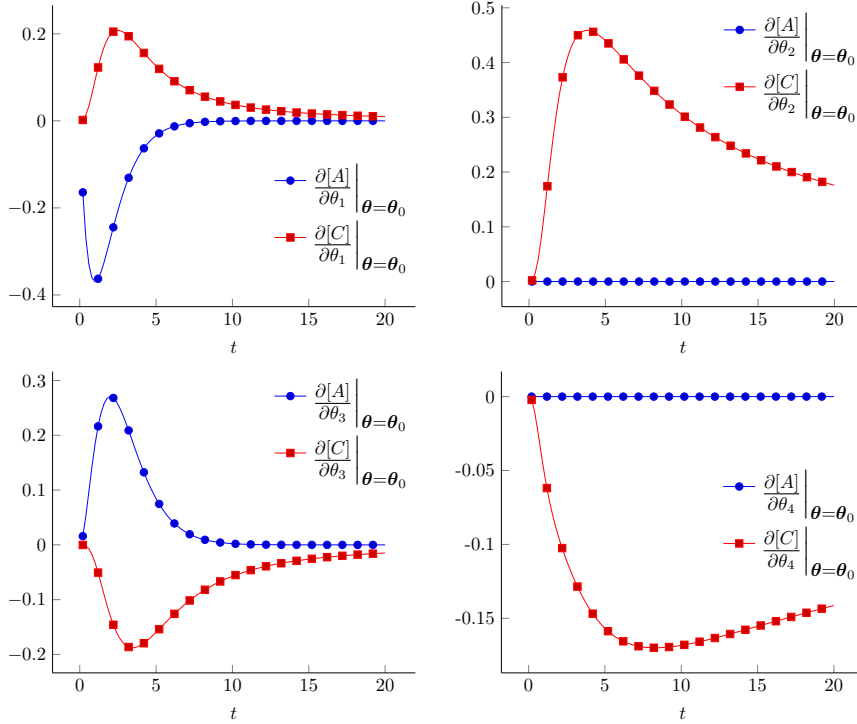 0.2
0
−0.2
−0.4
0 5 10 15 20
t
∂[A]/∂θ₁|θ=θ₀
∂[C]/∂θ₁|θ=θ₀
0.5
0.4
0.3
0.2
0.1
0
0 5 10 15 20
t
∂[A]/∂θ₂|θ=θ₀
∂[C]/∂θ₂|θ=θ₀
0.3
0.2
0.1
0
−0.1
−0.2
0 5 10 15 20
t
∂[A]/∂θ₃|θ=θ₀
∂[C]/∂θ₃|θ=θ₀
0
-0.05
-0.1
-0.15
0 5 10 15 20
t
∂[A]/∂θ₄|θ=θ₀
∂[C]/∂θ₄|θ=θ₀